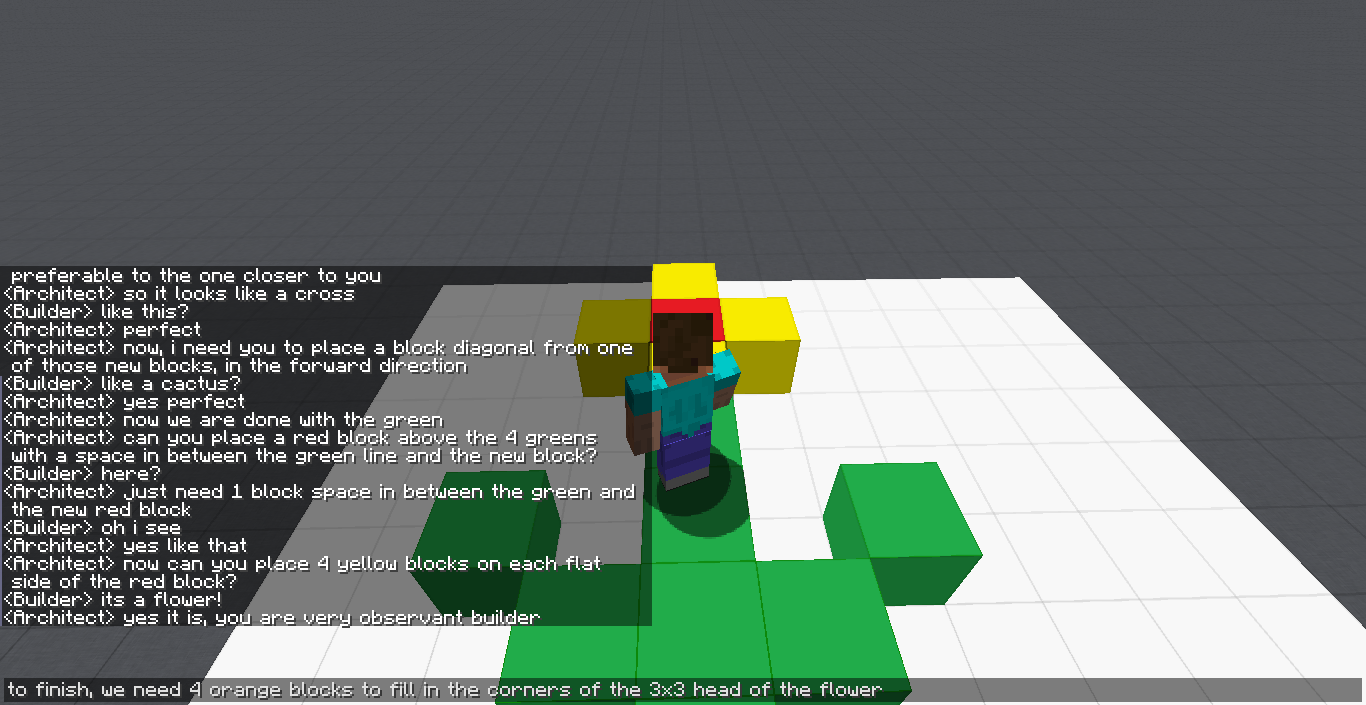 preferable to the one closer to you
<Architect> so it looks like a cross
<Builder> like this?
<Architect> perfect
<Architect> now, i need you to place a block diagonal from one
of those new blocks, in the forward direction
<Builder> like a cactus?
<Architect> yes perfect
<Architect> now we are done with the green
<Architect> can you place a red block above the 4 greens
with a space in between the green line and the new block?
<Builder> here?
<Architect> just need 1 block space in between the green and
the new red block
<Builder> oh i see
<Architect> yes like that
<Architect> now can you place 4 yellow blocks on each flat
side of the red block?
<Builder> its a flower!
<Architect> yes it is, you are very observant builder
to finish, we need 4 orange blocks to fill in the corners of the 3x3 head of the flower